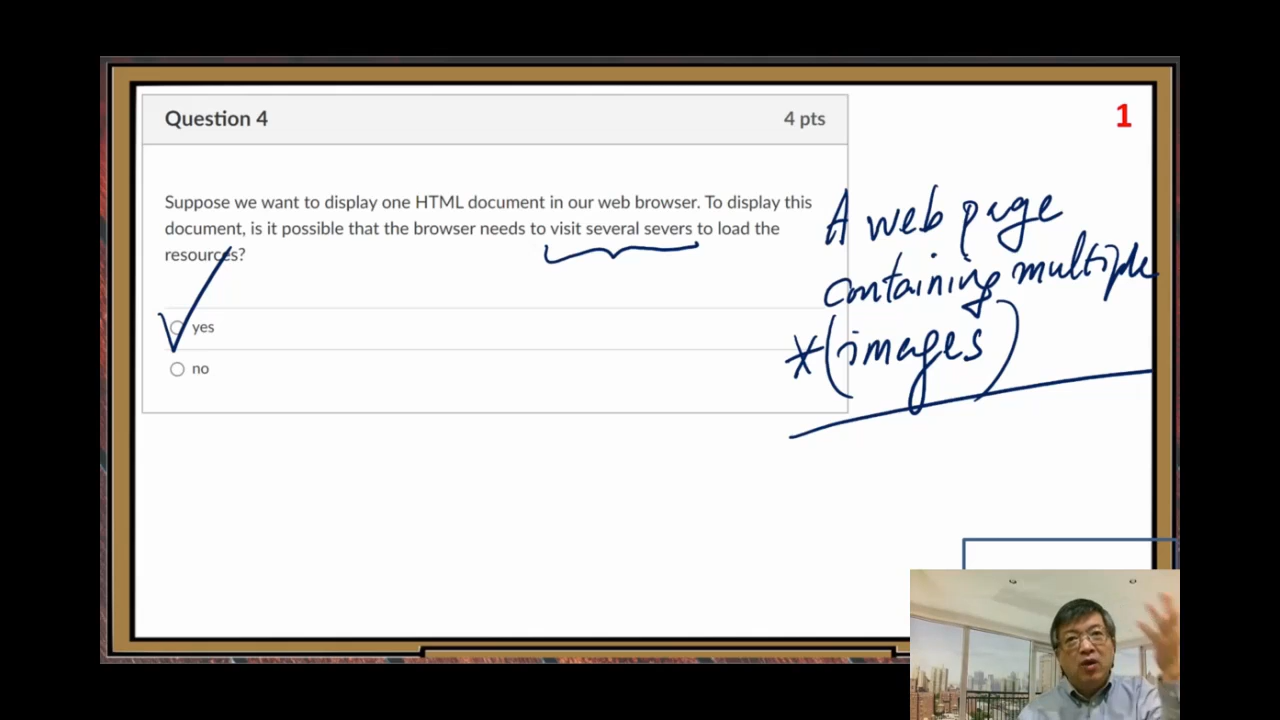 Question 4
4 pts
1
Suppose we want to display one HTML document in our web browser. To display this
document, is it possible that the browser needs to visit several severs to load the
resources?
yes
no
A web page
containing multiple
*(images)